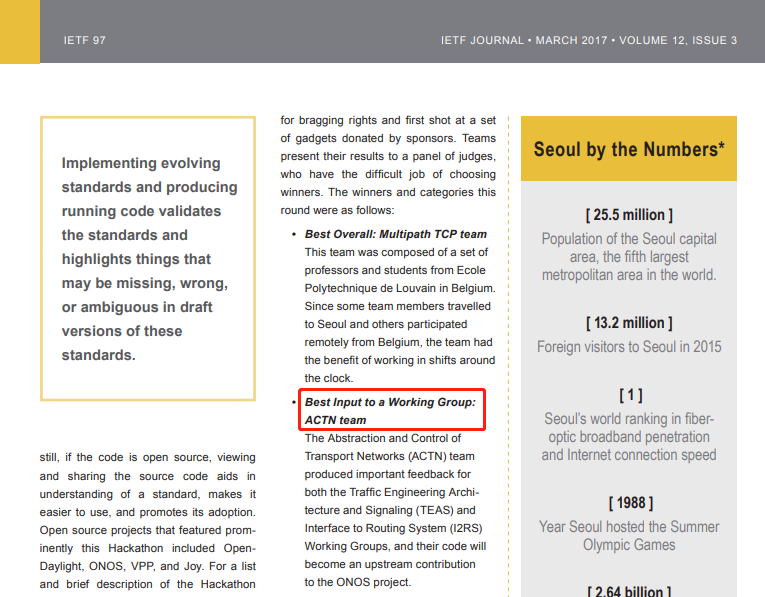 IETF 97
IETF JOURNAL • MARCH 2017 • VOLUME 12, ISSUE 3
Implementing evolving
standards and producing
running code validates
the standards and
highlights things that
may be missing, wrong,
or ambiguous in draft
versions of these
standards.
still, if the code is open source, viewing
and sharing the source code aids in
understanding of a standard, makes it
easier to use, and promotes its adoption.
Open source projects that featured prom-
inently this Hackathon included Open-
Daylight, ONOS, VPP, and Joy. For a list
and brief description of the Hackathon
for bragging rights and first shot at a set
of gadgets donated by sponsors. Teams
present their results to a panel of judges,
who have the difficult job of choosing
winners. The winners and categories this
round were as follows:
• Best Overall: Multipath TCP team
This team was composed of a set of
professors and students from Ecole
Polytechnique de Louvain in Belgium.
Since some team members travelled
to Seoul and others participated
remotely from Belgium, the team had
the benefit of working in shifts around
the clock.
• Best Input to a Working Group:
ACTN team
The Abstraction and Control of
Transport Networks (ACTN) team
produced important feedback for
both the Traffic Engineering Archi-
tecture and Signaling (TEAS) and
Interface to Routing System (I2RS)
Working Groups, and their code will
become an upstream contribution
to the ONOS project.
Seoul by the Numbers*
[ 25.5 million ]
Population of the Seoul capital
area, the fifth largest
metropolitan area in the world.
[ 13.2 million ]
Foreign visitors to Seoul in 2015
[ 1 ]
Seoul's world ranking in fiber-
optic broadband penetration
and Internet connection speed
[ 1988 ]
Year Seoul hosted the Summer
Olympic Games
[ 2.64 billion ]